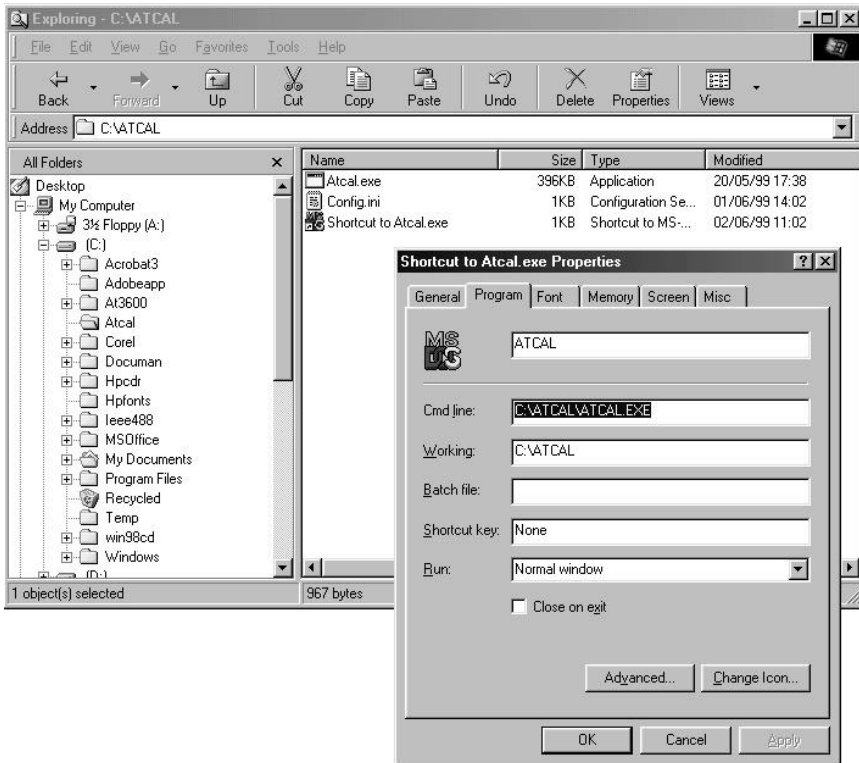 Exploring - C:\ATCAL
File Edit View Go Favorites Tools Help
Back Forward Up Cut Copy Paste Undo Delete Properties Views
Address C:\ATCAL
All Folders
Desktop
My Computer
3½ Floppy (A:)
(C:)
Acrobat3
Adobeapp
At3600
Atcal
Corel
Documan
Hpcdr
Hpfonts
Ieee488
MSOffice
My Documents
Program Files
Recycled
Temp
win98cd
Windows
(D:)
Name Size Type Modified
Atcal.exe 396KB Application 20/05/99 17:38
Config.ini 1KB Configuration Se... 01/06/99 14:02
Shortcut to Atcal.exe 1KB Shortcut to MS-... 02/06/99 11:02
1 object(s) selected 967 bytes
Shortcut to Atcal.exe Properties
General Program Font Memory Screen Misc
MS
DOS
ATCAL
Cmd line: C:\ATCAL\ATCAL.EXE
Working: C:\ATCAL
Batch file:
Shortcut key: None
Run: Normal window
Close on exit
Advanced... Change Icon...
OK Cancel Apply